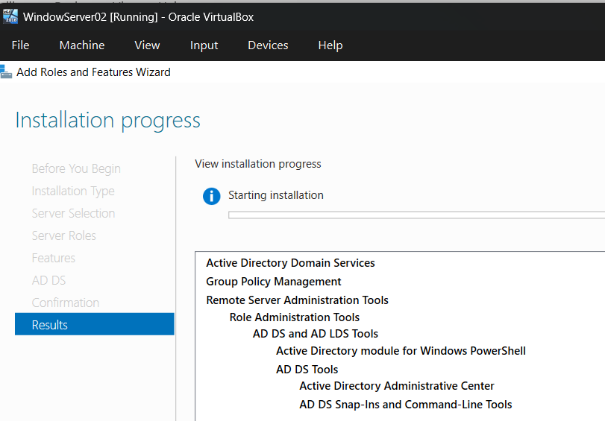 WindowServer02 [Running] - Oracle VirtualBox
File Machine View Input Devices Help
Add Roles and Features Wizard
Installation progress
Before You Begin
Installation Type
Server Selection
Server Roles
Features
AD DS
Confirmation
Results
View installation progress
Starting installation
Active Directory Domain Services
Group Policy Management
Remote Server Administration Tools
Role Administration Tools
AD DS and AD LDS Tools
Active Directory module for Windows PowerShell
AD DS Tools
Active Directory Administrative Center
AD DS Snap-Ins and Command-Line Tools